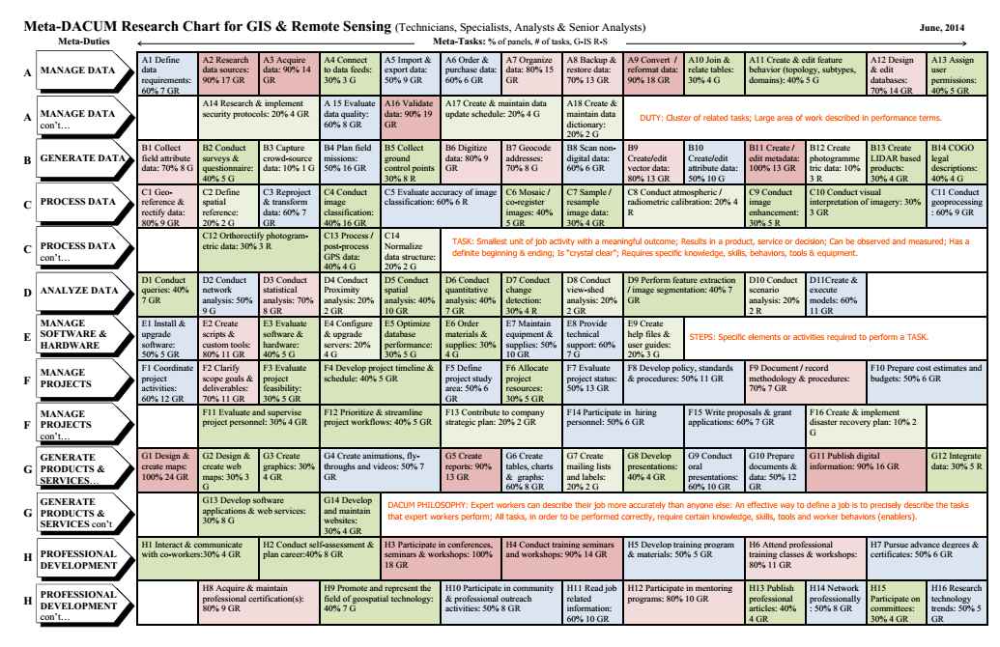 Meta-DACUM Research Chart for GIS & Remote Sensing (Technicians, Specialists, Analysts & Senior Analysts) June, 2014
Meta-Duties Meta-Tasks: % of panels, # of tasks, G-IS R-S
A MANAGE DATA
A1 Define
data
requirements:
60% 7 GR
A2 Research
data sources:
90% 17 GR
A3 Acquire
data: 90% 14
GR
A4 Connect
to data feeds:
30% 3 G
A5 Import &
export data:
50% 9 GR
A6 Order &
purchase data:
60% 6 GR
A7 Organize
data: 80% 15
GR
A8 Backup &
restore data:
70% 13 GR
A9 Convert /
reformat data:
90% 18 GR
A10 Join &
relate tables:
30% 4 G
A11 Create & edit feature
behavior (topology, subtypes,
domains): 40% 5 G
A12 Design
& edit
databases:
70% 14 GR
A13 Assign
user
permissions:
40% 5 GR
A MANAGE DATA
con't…
A14 Research & implement
security protocols: 20% 4 GR
A 15 Evaluate
data quality:
60% 8 GR
A16 Validate
data: 90% 19
GR
A17 Create & maintain data
update schedule: 20% 4 G
A18 Create &
maintain data
dictionary:
20% 2 G
DUTY: Cluster of related tasks; Large area of work described in performance terms.
B GENERATE DATA
B1 Collect
field attribute
data: 70% 8 G
B2 Conduct
surveys &
questionnaire:
40% 5 G
B3 Capture
crowd-source
data: 10% 1 G
B4 Plan field
missions:
50% 16 GR
B5 Collect
ground
control points
30% 8 R
B6 Digitize
data: 80% 9
GR
B7 Geocode
addresses:
70% 8 G
B8 Scan non-
digital data:
60% 6 GR
B9
Create/edit
vector data:
80% 13 GR
B10
Create/edit
attribute data:
50% 10 G
B11 Create /
edit metadata:
100% 13 GR
B12 Create
photogramme
tric data: 10%
3 R
B13 Create
LIDAR based
products:
30% 4 GR
B14 COGO
legal
descriptions:
40% 4 G
C PROCESS DATA
C1 Geo-
reference &
rectify data:
80% 9 GR
C2 Define
spatial
reference:
20% 2 G
C3 Reproject
& transform
data: 60% 7
GR
C4 Conduct
image
classification:
40% 16 GR
C5 Evaluate accuracy of image
classification: 60% 6 R
C6 Mosaic /
co-register
images: 40%
5 GR
C7 Sample /
resample
image data:
30% 4 GR
C8 Conduct atmospheric /
radiometric calibration: 20% 4
R
C9 Conduct
image
enhancement:
30% 5 R
C10 Conduct visual
interpretation of imagery: 30%
3 GR
C11 Conduct
geoprocessing
: 60% 9 GR
C PROCESS DATA
con't…
C12 Orthorectify photogram-
etric data: 30% 3 R
C13 Process /
post-process
GPS data:
40% 4 G
C14
Normalize
data structure:
20% 2 G
TASK: Smallest unit of job activity with a meaningful outcome; Results in a product, service or decision; Can be observed and measured; Has a
definite beginning & ending; Is "crystal clear"; Requires specific knowledge, skills, behaviors, tools & equipment.
D ANALYZE DATA
D1 Conduct
queries: 40%
7 GR
D2 Conduct
network
analysis: 50%
9 G
D3 Conduct
statistical
analysis: 70%
8 GR
D4 Conduct
Proximity
analysis: 20%
2 GR
D5 Conduct
spatial
analysis: 40%
10 GR
D6 Conduct
quantitative
analysis: 40%
7 GR
D7 Conduct
change
detection:
30% 4 R
D8 Conduct
view-shed
analysis: 20%
2 GR
D9 Perform feature extraction
/ image segmentation: 40% 7
GR
D10 Conduct
scenario
analysis: 20%
2 R
D11Create &
execute
models: 60%
11 GR
E MANAGE
SOFTWARE &
HARDWARE
E1 Install &
upgrade
software:
50% 5 GR
E2 Create
scripts &
custom tools:
80% 11 GR
E3 Evaluate
software &
hardware:
40% 5 G
E4 Configure
& upgrade
servers: 20%
4 G
E5 Optimize
database
performance:
30% 5 G
E6 Order
materials &
supplies: 30%
4 G
E7 Maintain
equipment &
supplies: 50%
10 GR
E8 Provide
technical
support: 60%
7 G
E9 Create
help files &
user guides:
20% 3 G
STEPS: Specific elements or activities required to perform a TASK.
F MANAGE
PROJECTS
F1 Coordinate
project
activities:
60% 12 GR
F2 Clarify
scope goals &
deliverables:
70% 11 GR
F3 Evaluate
project
feasibility:
30% 5 GR
F4 Develop project timeline &
schedule: 40% 5 GR
F5 Define
project study
area: 50% 6
GR
F6 Allocate
project
resources:
30% 5 GR
F7 Evaluate
project status:
50% 13 GR
F8 Develop policy, standards
& procedures: 50% 11 GR
F9 Document / record
methodology & procedures:
70% 7 GR
F10 Prepare cost estimates and
budgets: 50% 6 GR
F MANAGE
PROJECTS
con't…
F11 Evaluate and supervise
project personnel: 30% 4 GR
F12 Prioritize & streamline
project workflows: 40% 5 GR
F13 Contribute to company
strategic plan: 20% 2 GR
F14 Participate in hiring
personnel: 50% 6 GR
F15 Write proposals & grant
applications: 60% 7 GR
F16 Create & implement
disaster recovery plan: 10% 2
G
G GENERATE
PRODUCTS &
SERVICES…
G1 Design &
create maps:
100% 24 GR
G2 Design &
create web
maps: 30% 3
G
G3 Create
graphics: 30%
4 GR
G4 Create animations, fly-
throughs and videos: 50% 7
GR
G5 Create
reports: 90%
13 GR
G6 Create
tables, charts
& graphs:
60% 8 GR
G7 Create
mailing lists
and labels:
20% 2 G
G8 Develop
presentations:
40% 4 GR
G9 Conduct
oral
presentations:
60% 10 GR
G10 Prepare
documents &
data: 50% 12
GR
G11 Publish digital
information: 90% 16 GR
G12 Integrate
data: 30% 5 R
G GENERATE
PRODUCTS &
SERVICES con't
G13 Develop software
applications & web services:
30% 8 G
G14 Develop
and maintain
websites:
30% 4 GR
DACUM PHILOSOPHY: Expert workers can describe their job more accurately than anyone else: An effective way to define a Job is to precisely describe the tasks
that expert workers perform; All tasks, in order to be performed correctly, require certain knowledge, skills, tools and worker behaviors (enablers).
H PROFESSIONAL
DEVELOPMENT
H1 Interact & communicate
with co-workers:30% 4 GR
H2 Conduct self-assessment &
plan career:40% 8 GR
H3 Participate in conferences,
seminars & workshops: 100%
18 GR
H4 Conduct training seminars
and workshops: 90% 14 GR
H5 Develop training program
& materials: 50% 5 GR
H6 Attend professional
training classes & workshops:
80% 11 GR
H7 Pursue advance degrees &
certificates: 50% 6 GR
H PROFESSIONAL
DEVELOPMENT
con't…
H8 Acquire & maintain
professional certification(s):
80% 9 GR
H9 Promote and represent the
field of geospatial technology:
40% 7 G
H10 Participate in community
& professional outreach
activities: 50% 8 GR
H11 Read job
related
information:
60% 10 GR
H12 Participate in mentoring
programs: 80% 10 GR
H13 Publish
professional
articles: 40%
4 GR
H14 Network
professionally
: 50% 8 GR
H15
Participate on
committees:
30% 4 GR
H16 Research
technology
trends: 50% 5
GR